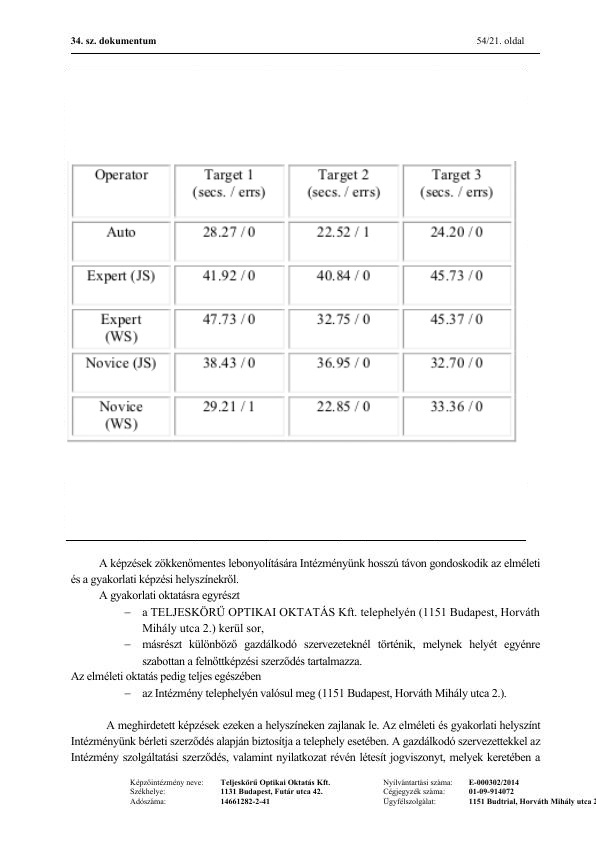 34. sz. dokumentum 54/21. oldal
Operator Target 1 Target 2 Target 3
(secs. / errs) (secs. / errs) (secs. / errs)
Auto 28.27 / 0 22.52 / 1 24.20 / 0
Expert (JS) 41.92 / 0 40.84 / 0 45.73 / 0
Expert 47.73 / 0 32.75 / 0 45.37 / 0
(WS)
Novice (JS) 38.43 / 0 36.95 / 0 32.70 / 0
Novice 29.21 / 1 22.85 / 0 33.36 / 0
(WS)
A képzések zökkenőmentes lebonyolítására Intézményünk hosszú távon gondoskodik az elméleti
és a gyakorlati képzési helyszínekről.
A gyakorlati oktatásra egyrészt
– a TELJESKÖRŰ OPTIKAI OKTATÁS Kft. telephelyén (1151 Budapest, Horváth
Mihály utca 2.) kerül sor,
– másrészt különböző gazdálkodó szervezeteknél történik, melynek helyét egyénre
szabottan a felnőttképzési szerződés tartalmazza.
Az elméleti oktatás pedig teljes egészében
– az Intézmény telephelyén valósul meg (1151 Budapest, Horváth Mihály utca 2.).
A meghirdetett képzések ezeken a helyszíneken zajlanak le. Az elméleti és gyakorlati helyszínt
Intézményünk bérleti szerződés alapján biztosítja a telephely esetében. A gazdálkodó szervezettekkel az
Intézmény szolgáltatási szerződés, valamint nyilatkozat révén létesít jogviszonyt, melyek keretében a
Képzőintézmény neve: Teljeskörű Optikai Oktatás Kft. Nyilvántartási száma: E-000302/2014
Székhelye: 1131 Budapest, Futár utca 42. Cégjegyzék száma: 01-09-914072
Adószáma: 14661282-2-41 Ügyfélszolgálat: 1151 Budtrial, Horváth Mihály utca 2